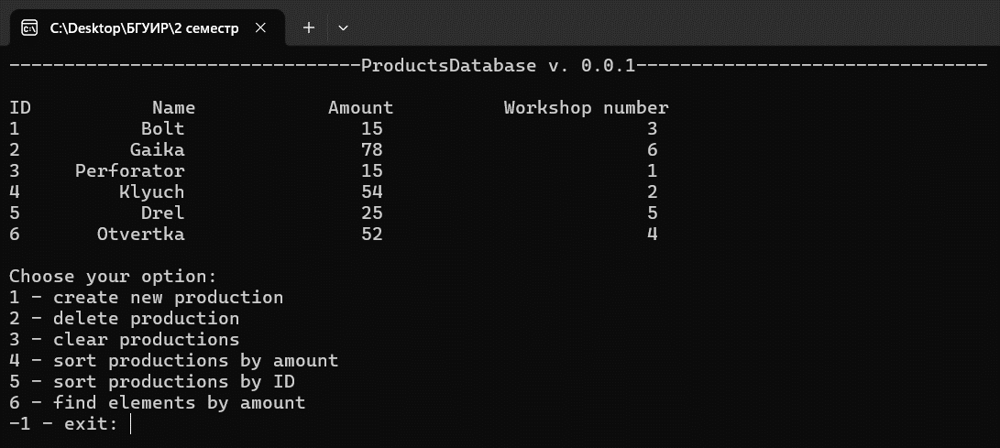 C:\Desktop\БГУИР\2 семестр
--------------------------------ProductsDatabase v. 0.0.1--------------------------------
ID Name Amount Workshop number
1 Bolt 15 3
2 Gaika 78 6
3 Perforator 15 1
4 Klyuch 54 2
5 Drel 25 5
6 Otvertka 52 4
Choose your option:
1 - create new production
2 - delete production
3 - clear productions
4 - sort productions by amount
5 - sort productions by ID
6 - find elements by amount
-1 - exit: